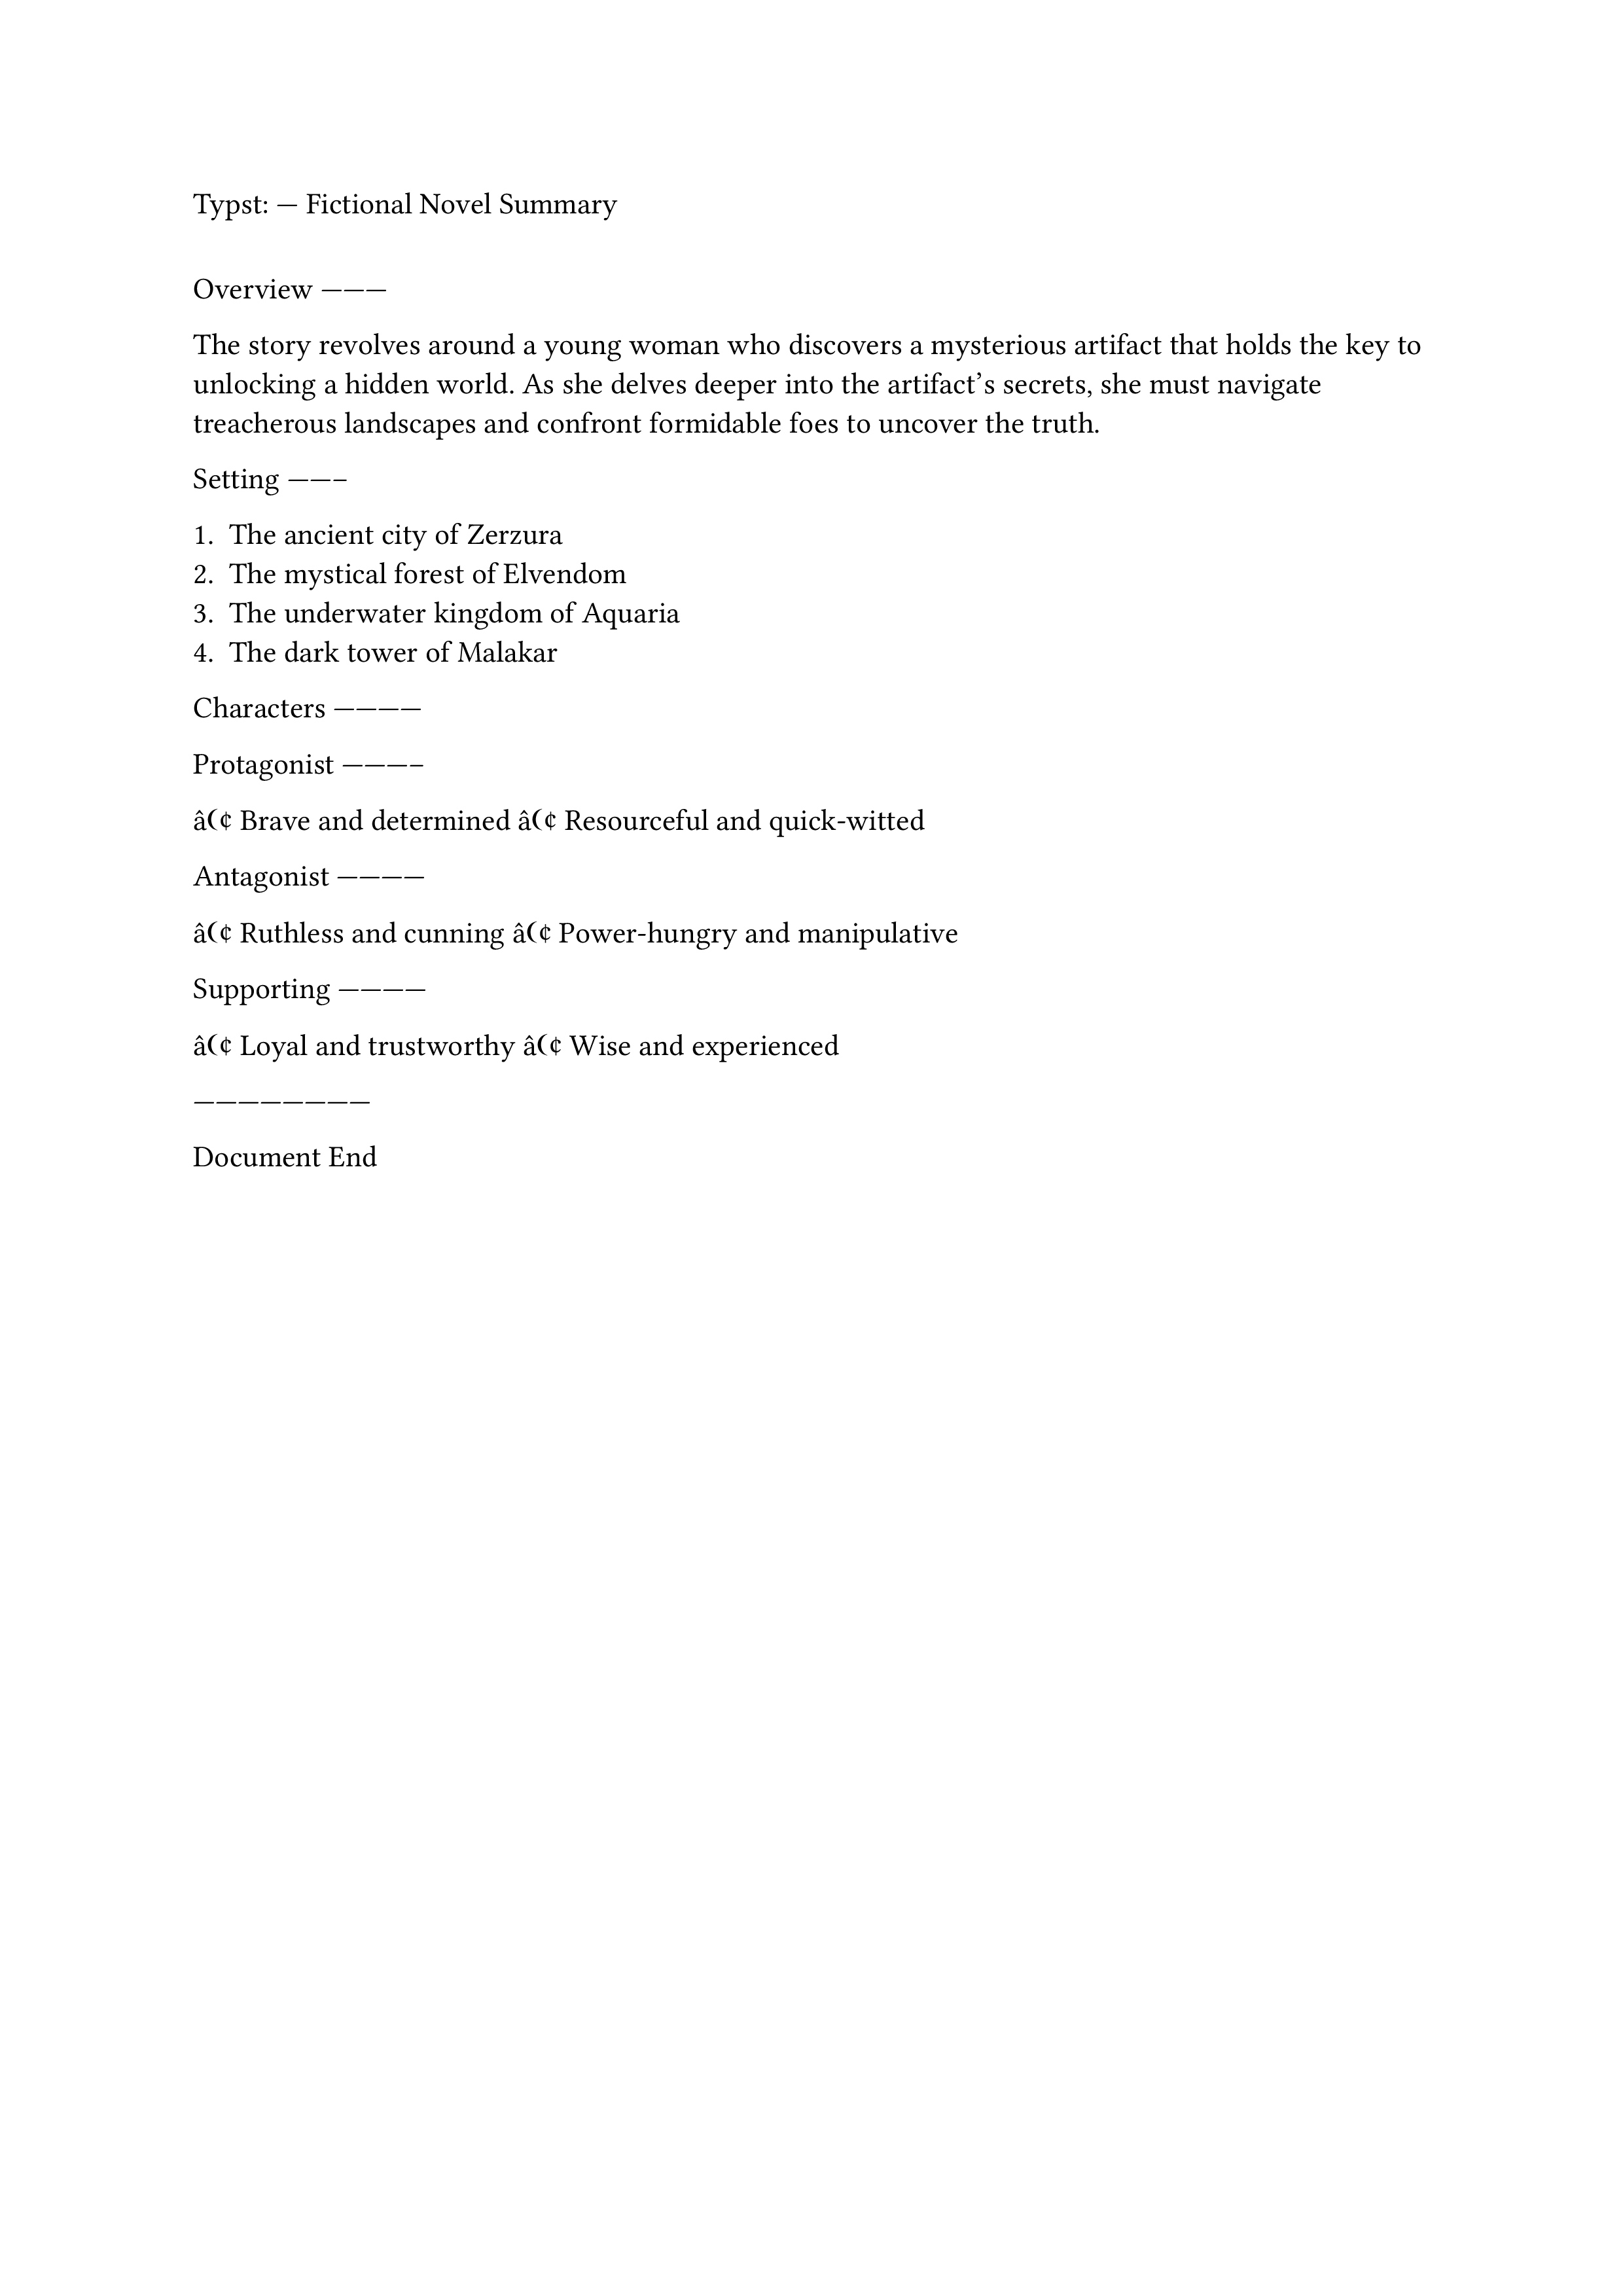 Typst: — Fictional Novel Summary
Overview ———
The story revolves around a young woman who discovers a mysterious artifact that holds the key to
unlocking a hidden world. As she delves deeper into the artifact’s secrets, she must navigate
treacherous landscapes and confront formidable foes to uncover the truth.
Setting ——–
1. The ancient city of Zerzura
2. The mystical forest of Elvendom
3. The underwater kingdom of Aquaria
4. The dark tower of Malakar
Characters ————
Protagonist ———–
â(¢ Brave and determined â(¢ Resourceful and quick-witted
Antagonist ————
â(¢ Ruthless and cunning â(¢ Power-hungry and manipulative
Supporting ————
â(¢ Loyal and trustworthy â(¢ Wise and experienced
————————
Document End